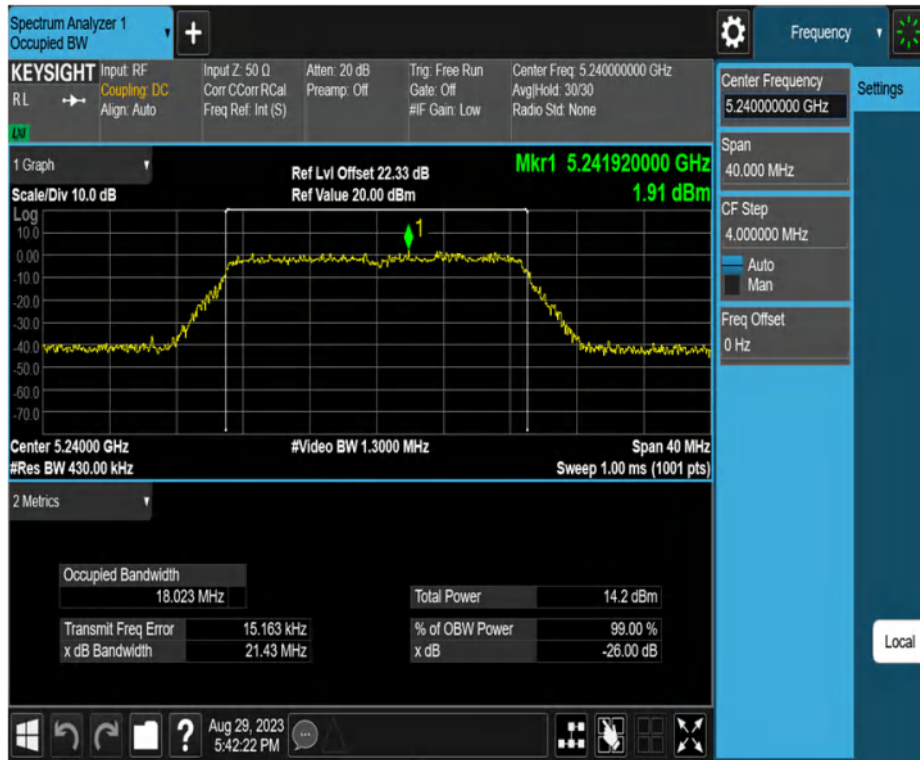 Spectrum Analyzer 1
Occupied BW
+
Frequency
KEYSIGHT
RL
LXI
Input: RF
Coupling: DC
Align: Auto
Input Z: 50 Ω
Corr CCorr RCal
Freq Ref: Int (S)
Atten: 20 dB
Preamp: Off
Trig: Free Run
Gate: Off
#IF Gain: Low
Center Freq: 5.240000000 GHz
Avg|Hold: 30/30
Radio Std: None
Center Frequency
5.240000000 GHz
Settings
Span
40.000 MHz
CF Step
4.000000 MHz
Auto
Man
Freq Offset
0 Hz
1 Graph
Scale/Div 10.0 dB
Ref Lvl Offset 22.33 dB
Ref Value 20.00 dBm
Mkr1 5.241920000 GHz
1.91 dBm
Log
10.0
0.00
-10.0
-20.0
-30.0
-40.0
-50.0
-60.0
-70.0
1
Center 5.24000 GHz
#Video BW 1.3000 MHz
Span 40 MHz
#Res BW 430.00 kHz
Sweep 1.00 ms (1001 pts)
2 Metrics
Occupied Bandwidth
18.023 MHz
Total Power 14.2 dBm
Transmit Freq Error 15.163 kHz
% of OBW Power 99.00 %
x dB Bandwidth 21.43 MHz
x dB -26.00 dB
Local
?
Aug 29, 2023
5:42:22 PM